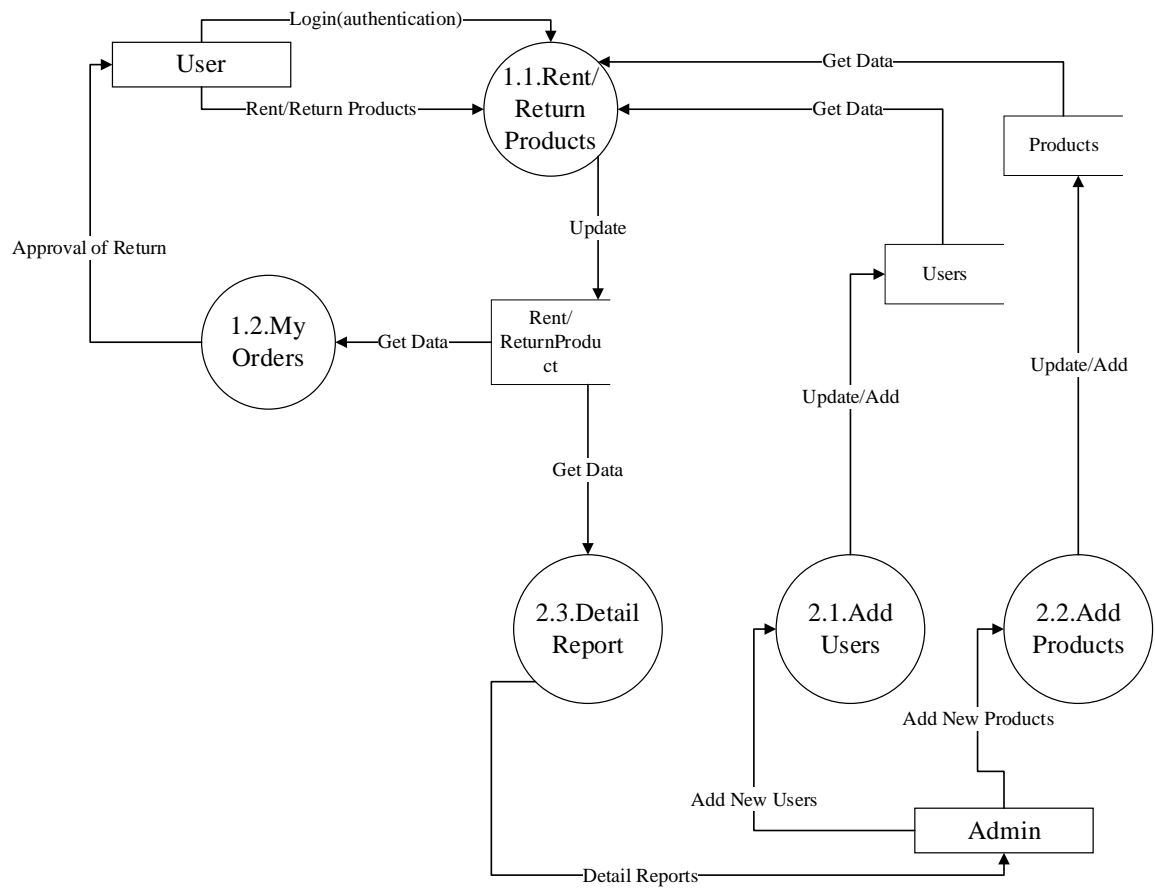 Login(authentication)
User
1.1.Rent/
Return
Products
Get Data
Rent/Return Products
Get Data
Products
Update
Approval of Return
Users
1.2.My
Orders
Get Data
Rent/
ReturnProdu
ct
Update/Add
Update/Add
Get Data
2.3.Detail
Report
2.1.Add
Users
2.2.Add
Products
Add New Products
Add New Users
Admin
Detail Reports